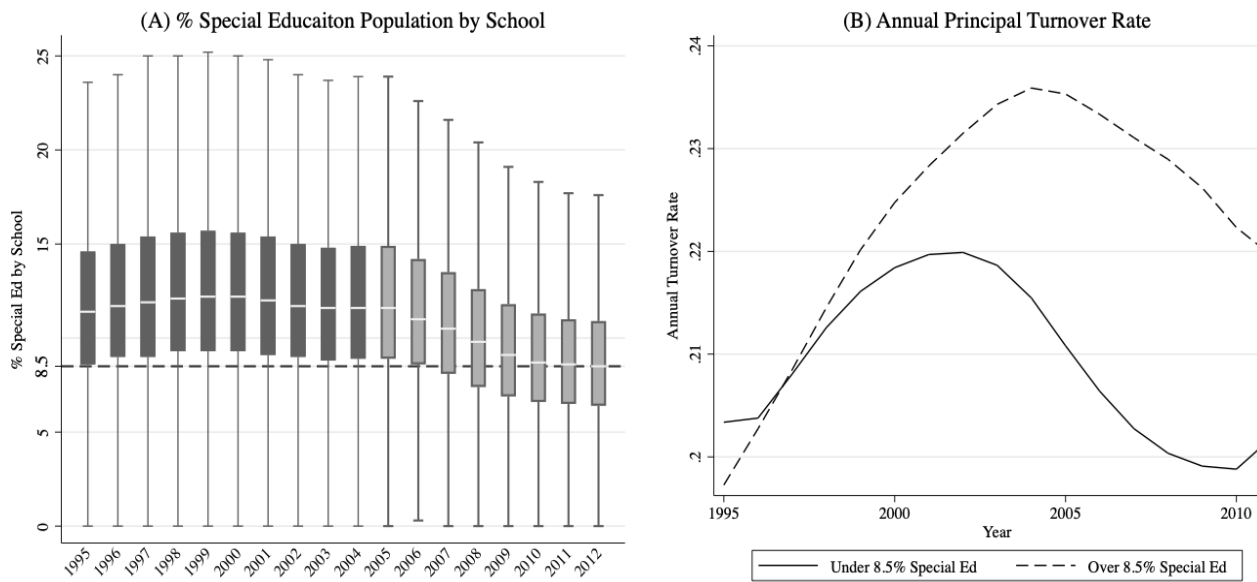 (A) % Special Educaiton Population by School
% Special Ed by School
25
20
15
8.5
5
0
1995 1996 1997 1998 1999 2000 2001 2002 2003 2004 2005 2006 2007 2008 2009 2010 2011 2012
(B) Annual Principal Turnover Rate
Annual Turnover Rate
.24
.23
.22
.21
.2
1995 2000 2005 2010
Year
Under 8.5% Special Ed Over 8.5% Special Ed